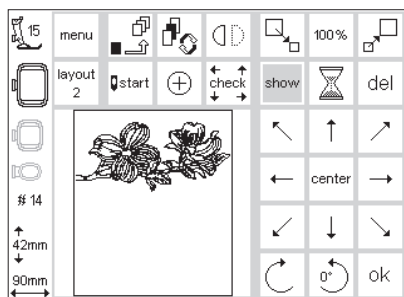 15 menu 100%
layout
2 start check show del
# 14 center
42mm
90mm 0° ok